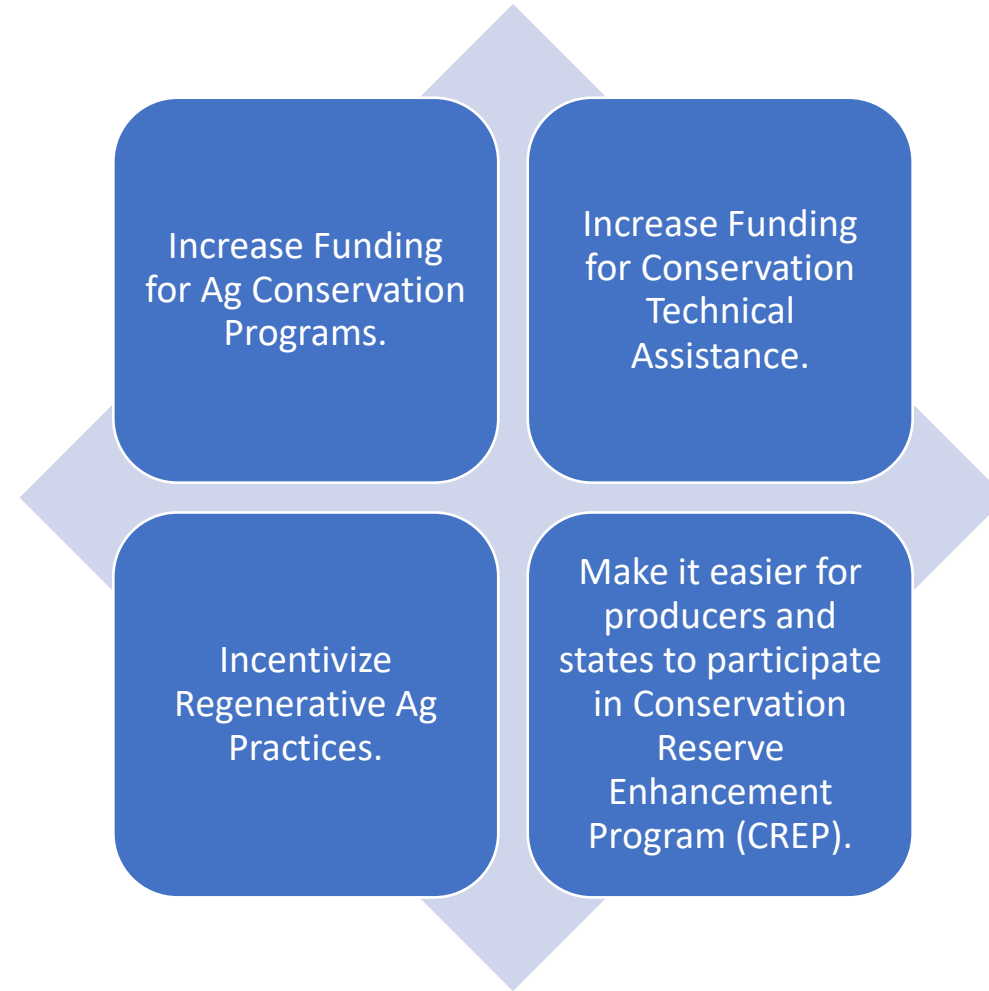 Increase Funding
for Ag Conservation
Programs.
Increase Funding
for Conservation
Technical
Assistance.
Incentivize
Regenerative Ag
Practices.
Make it easier for
producers and
states to participate
in Conservation
Reserve
Enhancement
Program (CREP).